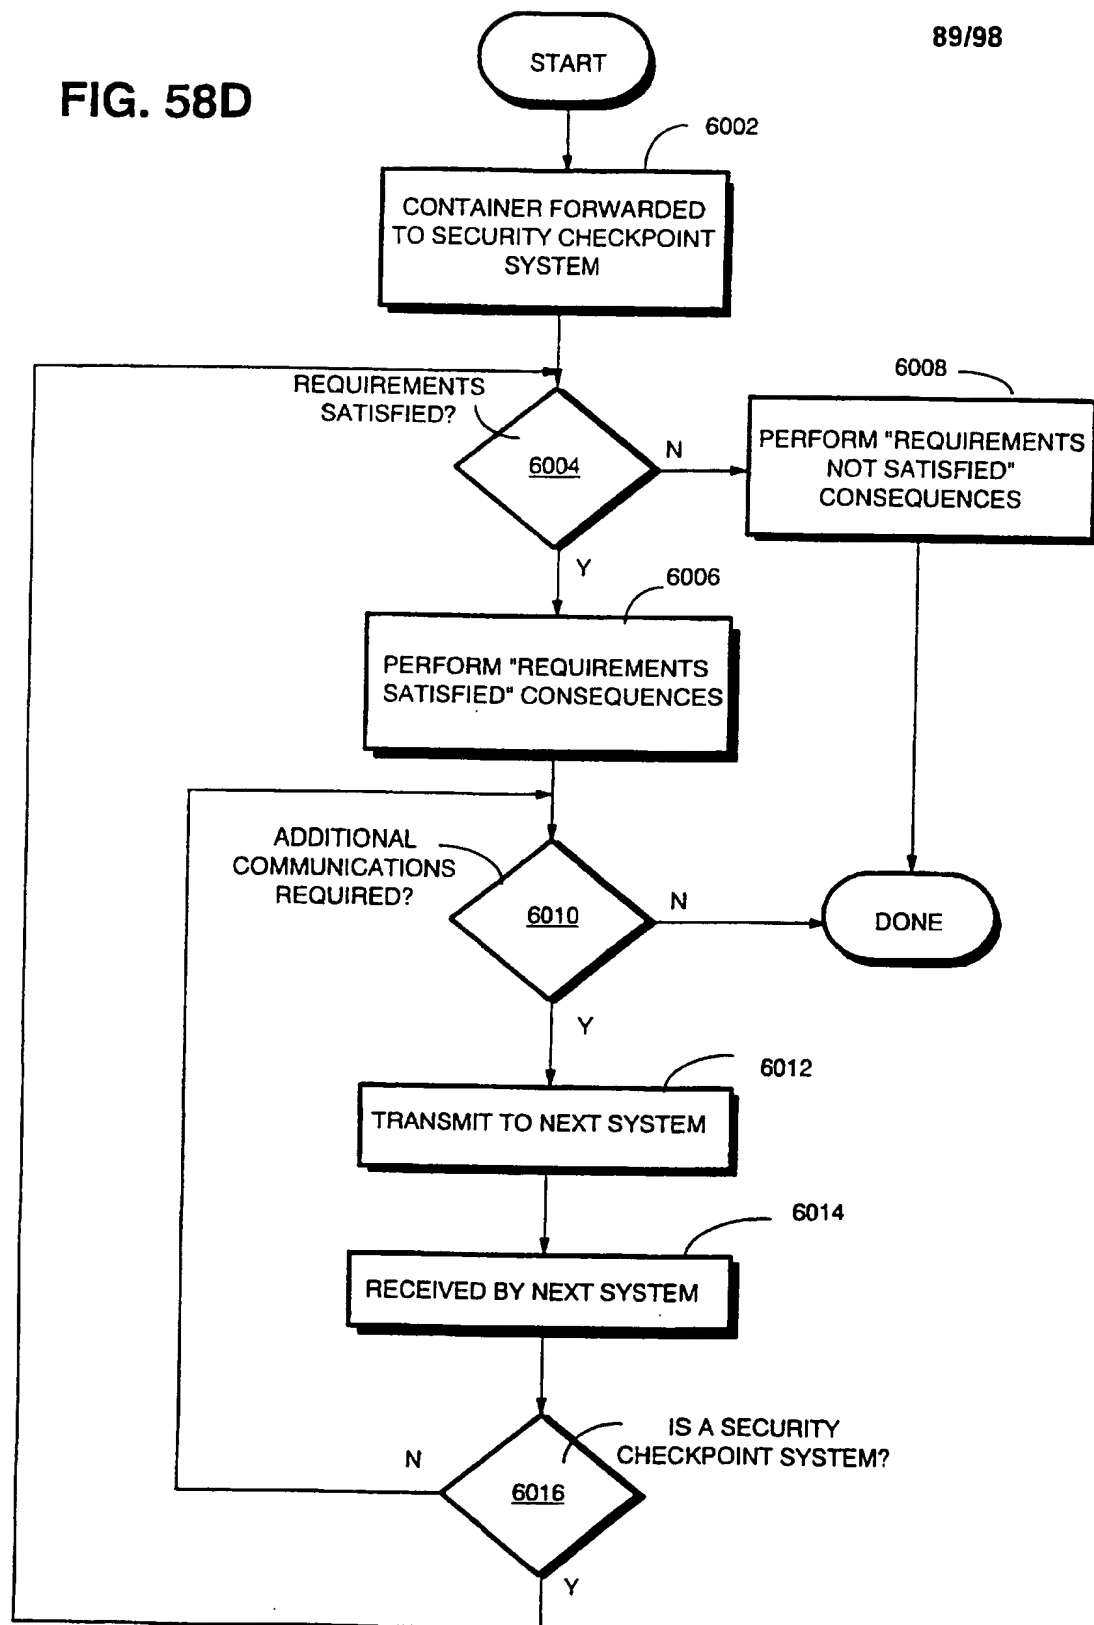 89/98
FIG. 58D
START
6002
CONTAINER FORWARDED
TO SECURITY CHECKPOINT
SYSTEM
REQUIREMENTS
SATISFIED?
6004
N
6008
PERFORM "REQUIREMENTS
NOT SATISFIED"
CONSEQUENCES
Y
6006
PERFORM "REQUIREMENTS
SATISFIED" CONSEQUENCES
ADDITIONAL
COMMUNICATIONS
REQUIRED?
6010
N
DONE
Y
6012
TRANSMIT TO NEXT SYSTEM
6014
RECEIVED BY NEXT SYSTEM
IS A SECURITY
CHECKPOINT SYSTEM?
N
6016
Y